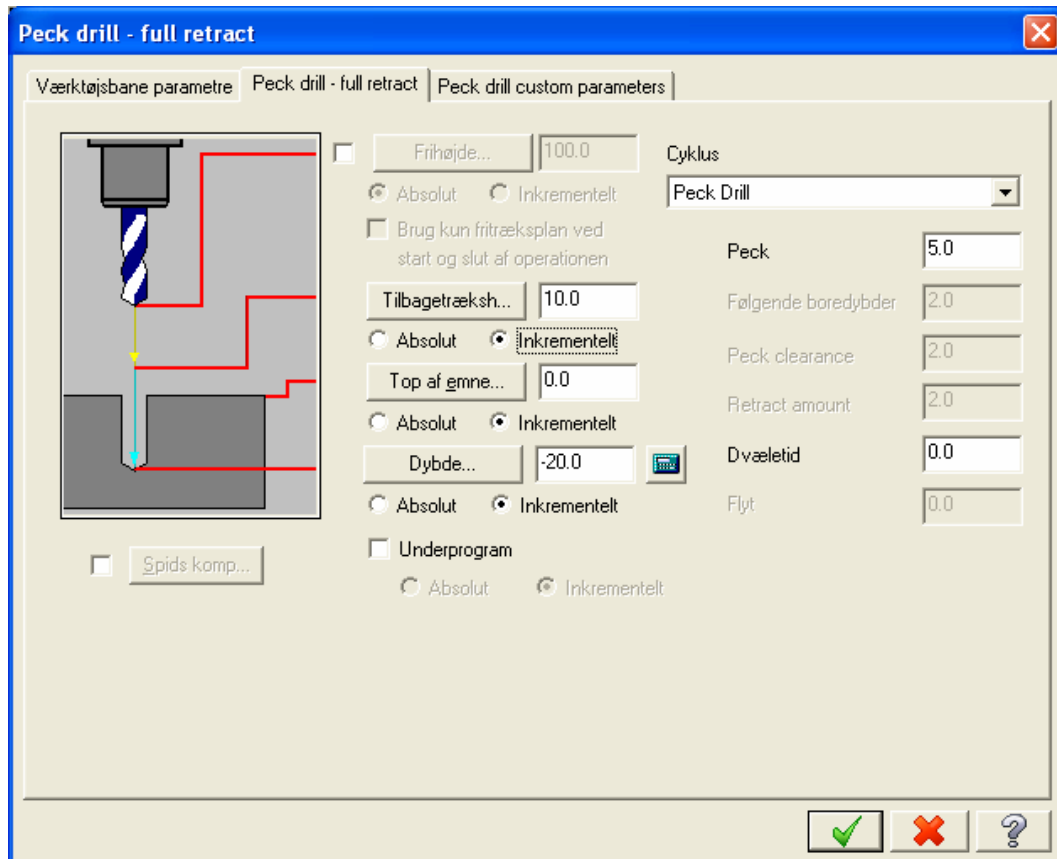 Peck drill - full retract
Værktøjsbane parametre
Peck drill - full retract
Peck drill custom parameters
Frihøjde...
100.0
Absolut
Inkrementelt
Brug kun fritræksplan ved
start og slut af operationen
Tilbagetræksh...
10.0
Absolut
Inkrementelt
Top af emne...
0.0
Absolut
Inkrementelt
Dybde...
-20.0
Absolut
Inkrementelt
Underprogram
Absolut
Inkrementelt
Spids komp...
Cyklus
Peck Drill
Peck
5.0
Følgende boredybder
2.0
Peck clearance
2.0
Retract amount
2.0
Dvæletid
0.0
Flyt
0.0